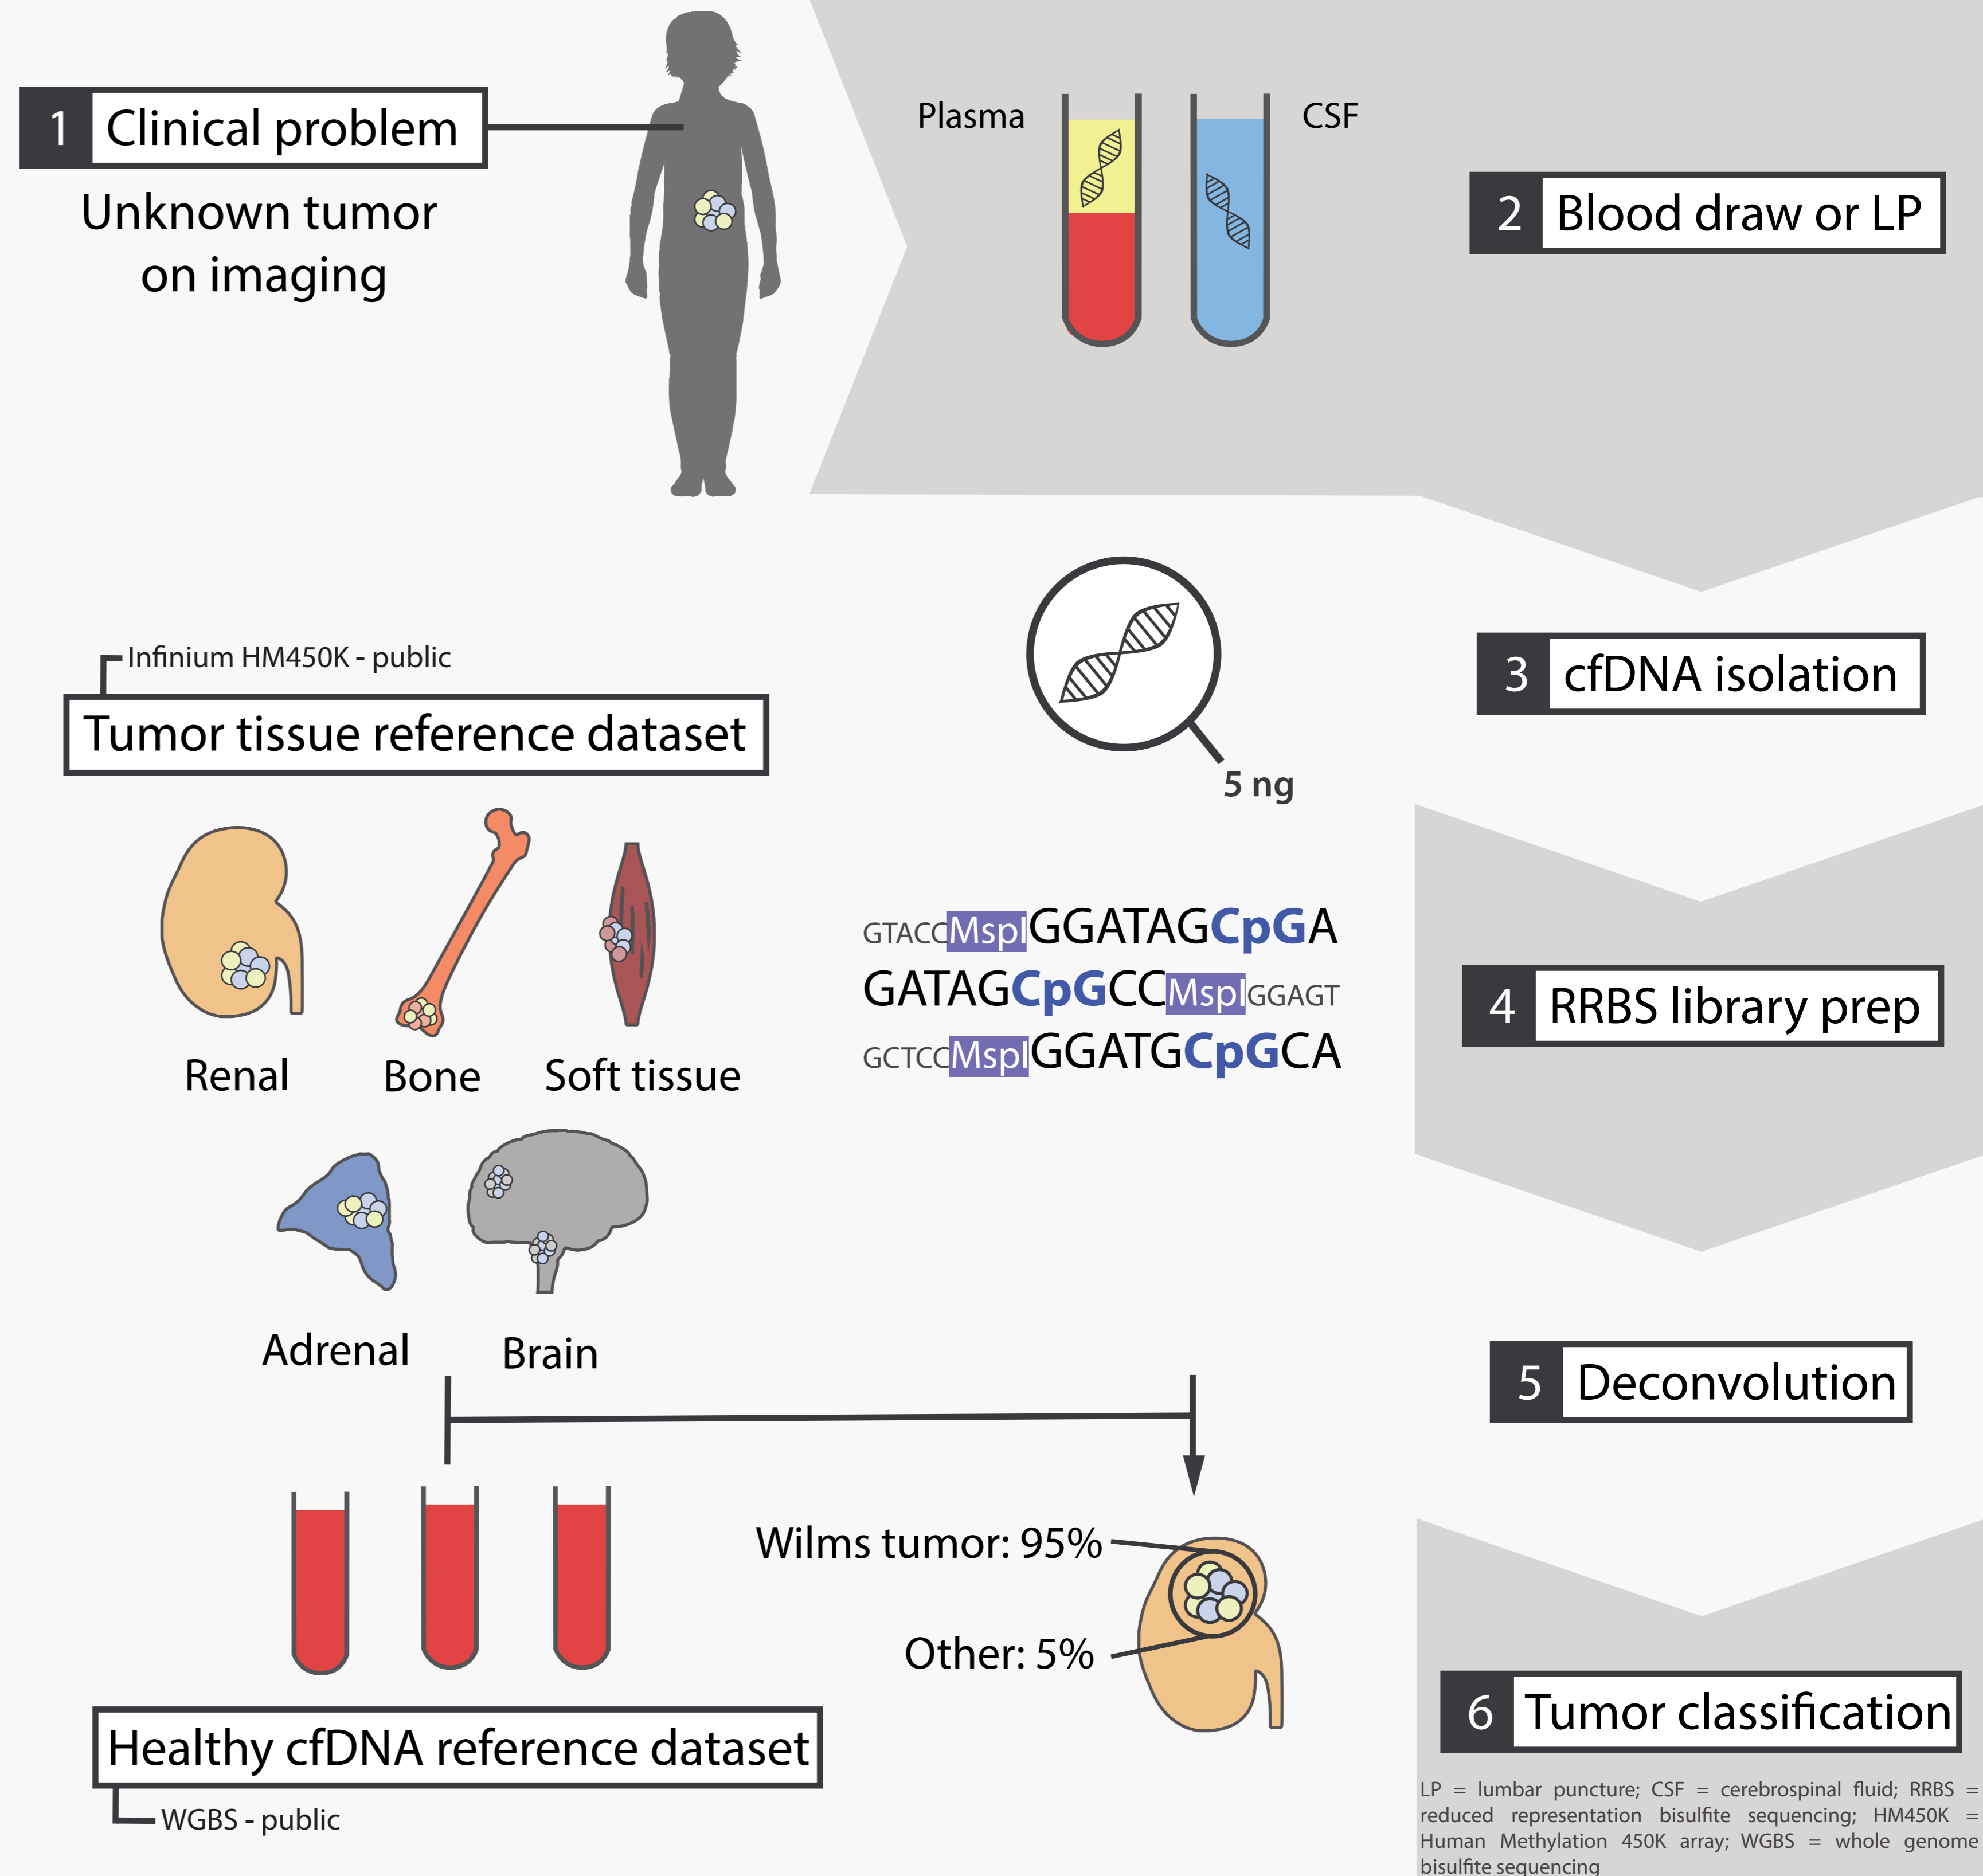 1 Clinical problem
Unknown tumor
on imaging
Plasma
CSF
2 Blood draw or LP
3 cfDNA isolation
5 ng
Infinium HM450K - public
Tumor tissue reference dataset
Renal
Bone
Soft tissue
Adrenal
Brain
GTACCMspIGGATAGCpGA
GATAGCpGCCMspIGGAGT
GCTCCMspIGGATGCpGCA
4 RRBS library prep
5 Deconvolution
Wilms tumor: 95%
Other: 5%
Healthy cfDNA reference dataset
WGBS - public
6 Tumor classification
LP = lumbar puncture; CSF = cerebrospinal fluid; RRBS =
reduced representation bisulfite sequencing; HM450K =
Human Methylation 450K array; WGBS = whole genome
bisulfite sequencing